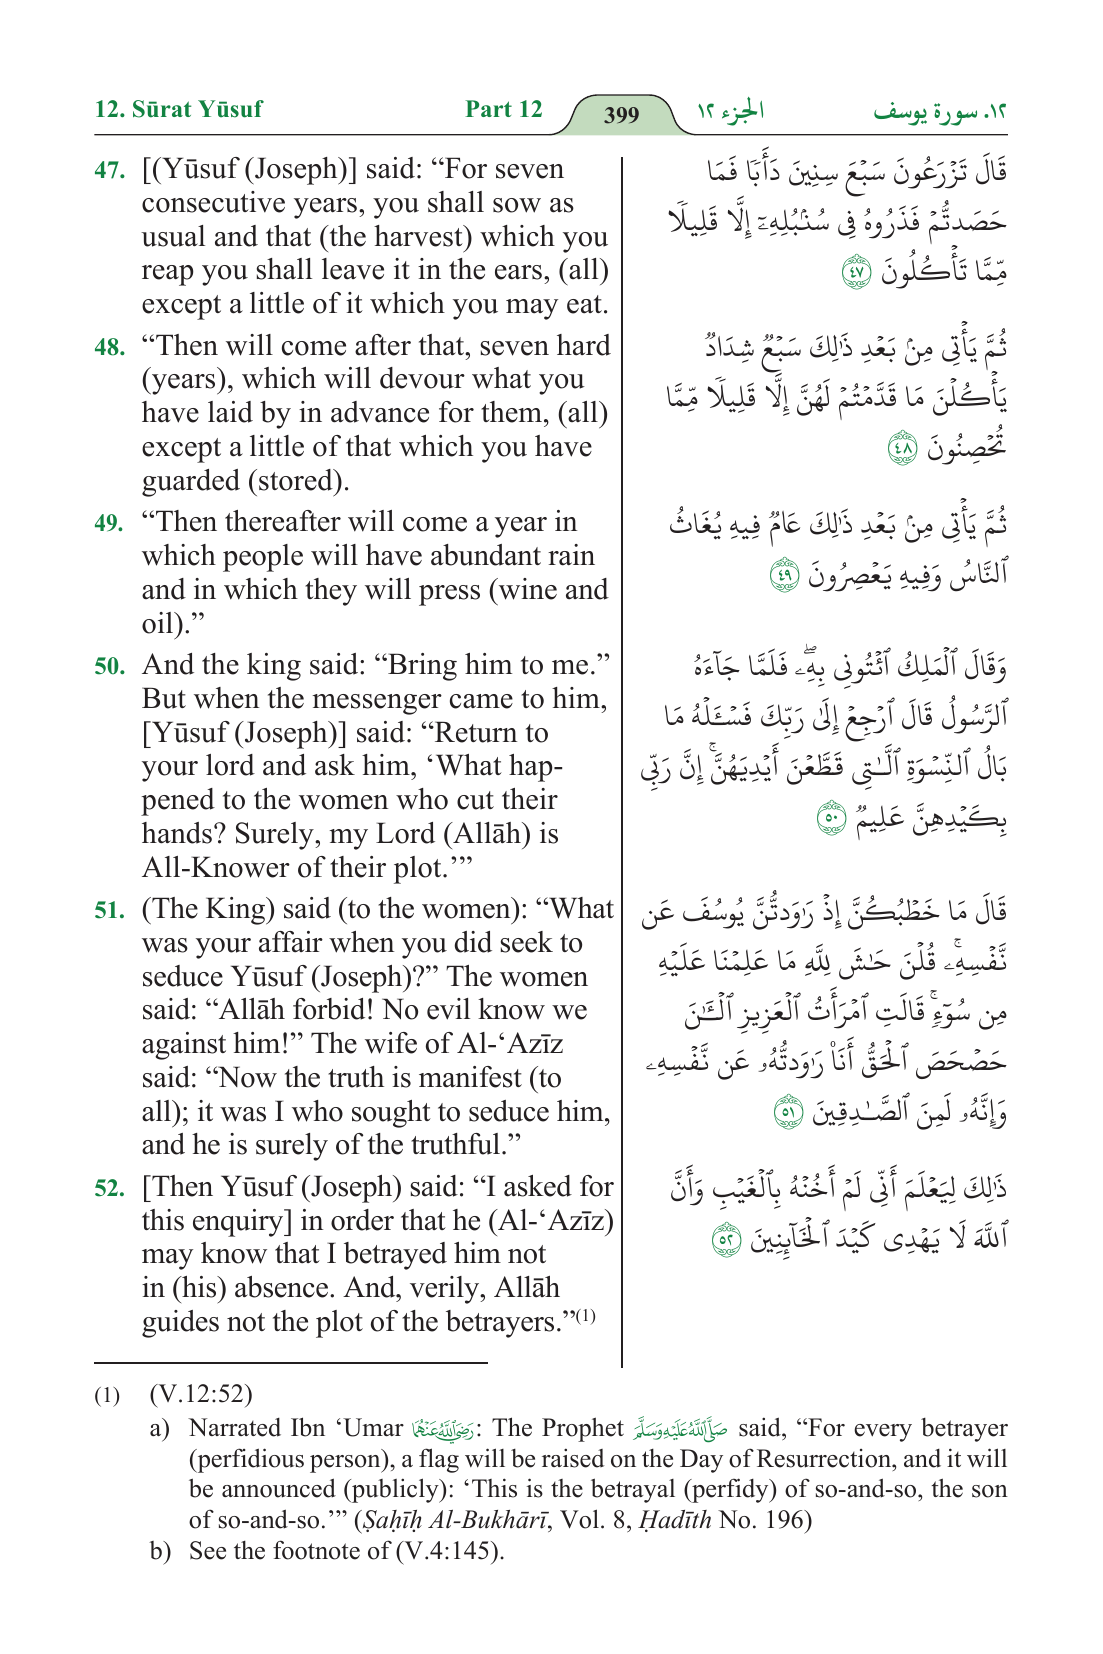 12. Sūrat Yūsuf
Part 12
399
الجزء ١٢
١٢. سورة يوسف
47. [(Yūsuf (Joseph)] said: “For seven
consecutive years, you shall sow as
usual and that (the harvest) which you
reap you shall leave it in the ears, (all)
except a little of it which you may eat.
48. “Then will come after that, seven hard
(years), which will devour what you
have laid by in advance for them, (all)
except a little of that which you have
guarded (stored).
49. “Then thereafter will come a year in
which people will have abundant rain
and in which they will press (wine and
oil).”
50. And the king said: “Bring him to me.”
But when the messenger came to him,
[Yūsuf (Joseph)] said: “Return to
your lord and ask him, ‘What hap-
pened to the women who cut their
hands? Surely, my Lord (Allāh) is
All-Knower of their plot.’”
51. (The King) said (to the women): “What
was your affair when you did seek to
seduce Yūsuf (Joseph)?” The women
said: “Allāh forbid! No evil know we
against him!” The wife of Al-‘Azīz
said: “Now the truth is manifest (to
all); it was I who sought to seduce him,
and he is surely of the truthful.”
52. [Then Yūsuf (Joseph) said: “I asked for
this enquiry] in order that he (Al-‘Azīz)
may know that I betrayed him not
in (his) absence. And, verily, Allāh
guides not the plot of the betrayers.”(1)
قَالَ تَزۡرَعُونَ سَبۡعَ سِنِينَ دَأَبٗا فَمَا
حَصَدتُّمۡ فَذَرُوهُ فِي سُنۢبُلِهِۦٓ إِلَّا قَلِيلٗا
مِّمَّا تَأۡكُلُونَ ٤٧
ثُمَّ يَأۡتِي مِنۢ بَعۡدِ ذَٰلِكَ سَبۡعٞ شِدَادٞ
يَأۡكُلۡنَ مَا قَدَّمۡتُمۡ لَهُنَّ إِلَّا قَلِيلٗا مِّمَّا
تُحۡصِنُونَ ٤٨
ثُمَّ يَأۡتِي مِنۢ بَعۡدِ ذَٰلِكَ عَامٞ فِيهِ يُغَاثُ
ٱلنَّاسُ وَفِيهِ يَعۡصِرُونَ ٤٩
وَقَالَ ٱلۡمَلِكُ ٱئۡتُونِي بِهِۦۖ فَلَمَّا جَآءَهُ
ٱلرَّسُولُ قَالَ ٱرۡجِعۡ إِلَىٰ رَبِّكَ فَسۡـَٔلۡهُ مَا
بَالُ ٱلنِّسۡوَةِ ٱلَّٰتِي قَطَّعۡنَ أَيۡدِيَهُنَّۚ إِنَّ رَبِّي
بِكَيۡدِهِنَّ عَلِيمٞ ٥٠
قَالَ مَا خَطۡبُكُنَّ إِذۡ رَٰوَدتُّنَّ يُوسُفَ عَن
نَّفۡسِهِۦۚ قُلۡنَ حَٰشَ لِلَّهِ مَا عَلِمۡنَا عَلَيۡهِ
مِن سُوٓءٖۚ قَالَتِ ٱمۡرَأَتُ ٱلۡعَزِيزِ ٱلۡـَٰٔنَ
حَصۡحَصَ ٱلۡحَقُّ أَنَا۠ رَٰوَدتُّهُۥ عَن نَّفۡسِهِۦ
وَإِنَّهُۥ لَمِنَ ٱلصَّٰدِقِينَ ٥١
ذَٰلِكَ لِيَعۡلَمَ أَنِّي لَمۡ أَخُنۡهُ بِٱلۡغَيۡبِ وَأَنَّ
ٱللَّهَ لَا يَهۡدِي كَيۡدَ ٱلۡخَآئِنِينَ ٥٢
(1) (V.12:52)
a) Narrated Ibn ‘Umar رضي الله عنهما: The Prophet صلى الله عليه وسلم said, “For every betrayer
(perfidious person), a flag will be raised on the Day of Resurrection, and it will
be announced (publicly): ‘This is the betrayal (perfidy) of so-and-so, the son
of so-and-so.’” (Ṣaḥīḥ Al-Bukhārī, Vol. 8, Ḥadīth No. 196)
b) See the footnote of (V.4:145).